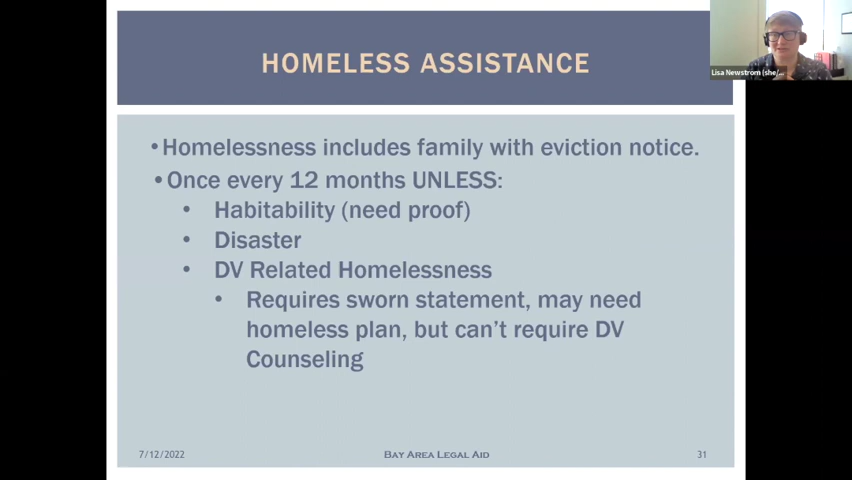 HOMELESS ASSISTANCE
Lisa Newstrom (she/...
•Homelessness includes family with eviction notice.
•Once every 12 months UNLESS:
• Habitability (need proof)
• Disaster
• DV Related Homelessness
• Requires sworn statement, may need
homeless plan, but can't require DV
Counseling
7/12/2022
BAY AREA LEGAL AID
31